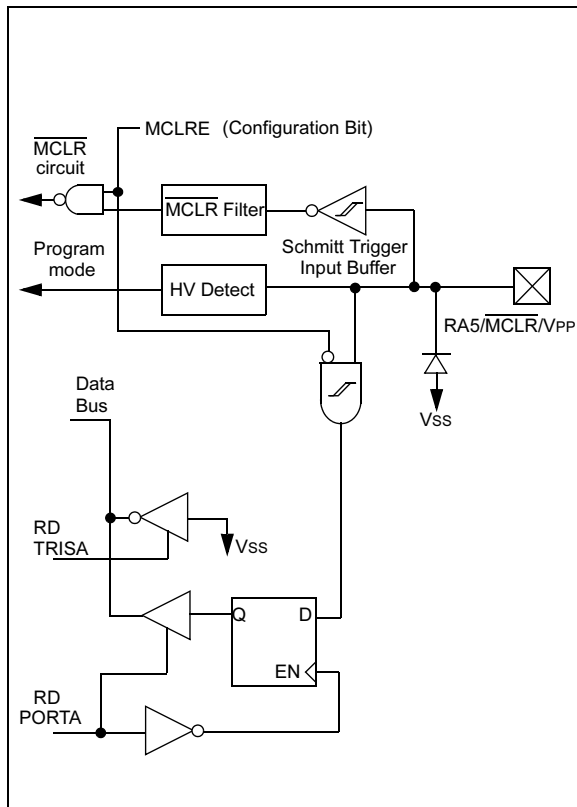 MCLRE (Configuration Bit)
MCLR
circuit
MCLR Filter
Schmitt Trigger
Input Buffer
Program
mode
HV Detect
RA5/MCLR/VPP
VSS
Data
Bus
RD
TRISA
VSS
Q
D
EN
RD
PORTA